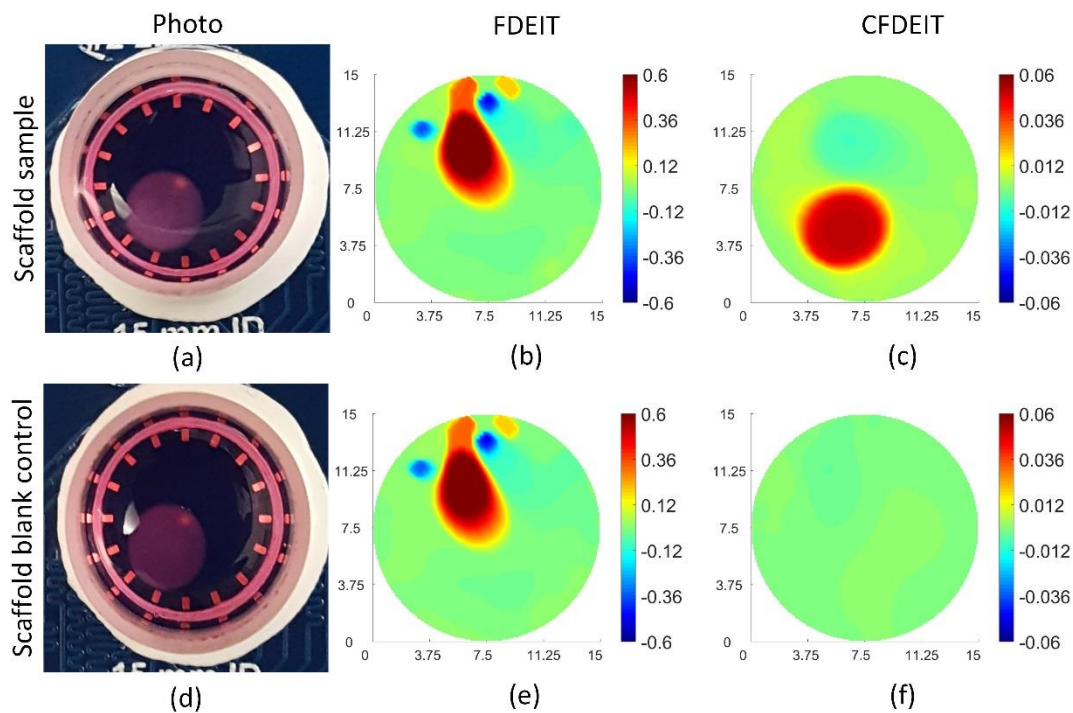 Photo FDEIT CFDEIT
Scaffold sample
15 15
11.25 11.25
7.5 7.5
3.75 3.75
0 0
0 3.75 7.5 11.25 15 0 3.75 7.5 11.25 15
0.6 0.06
0.36 0.036
0.12 0.012
-0.12 -0.012
-0.36 -0.036
-0.6 -0.06
15 mm ID
(a) (b) (c)
Scaffold blank control
15 15
11.25 11.25
7.5 7.5
3.75 3.75
0 0
0 3.75 7.5 11.25 15 0 3.75 7.5 11.25 15
0.6 0.06
0.36 0.036
0.12 0.012
-0.12 -0.012
-0.36 -0.036
-0.6 -0.06
15 mm ID
(d) (e) (f)